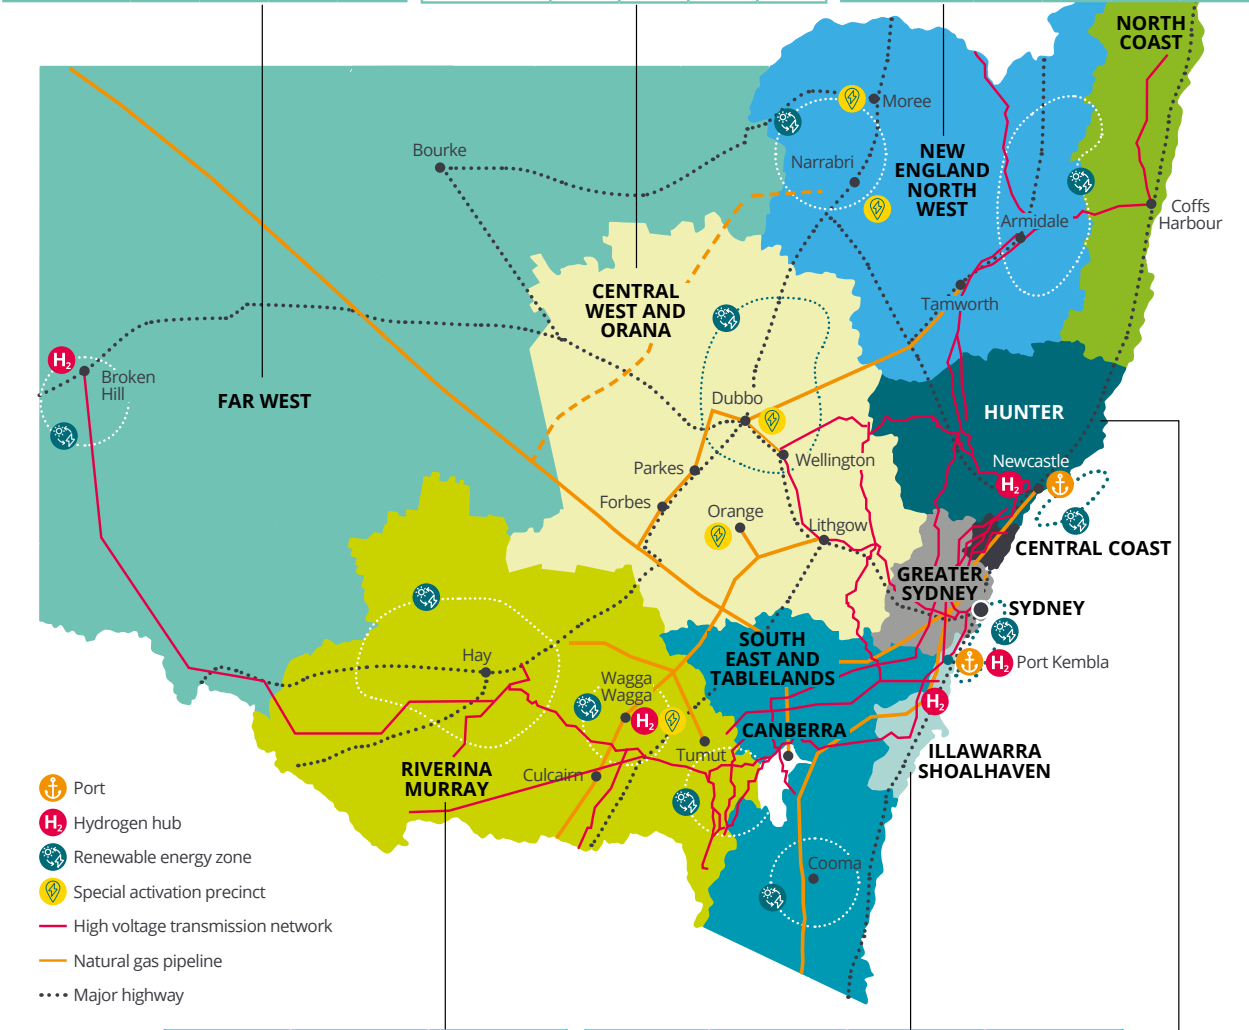 NORTH
COAST
Moree
Bourke
Narrabri
NEW
ENGLAND
NORTH
WEST
Armidale
Coffs
Harbour
CENTRAL
WEST AND
ORANA
Tamworth
H2
Broken
Hill
FAR WEST
Dubbo
HUNTER
Parkes
Wellington
Newcastle
H2
Forbes
Orange
Lithgow
CENTRAL COAST
GREATER
SYDNEY
SYDNEY
SOUTH
EAST AND
TABLELANDS
H2
Port Kembla
Hay
Wagga
Wagga
H2
H2
CANBERRA
Tumut
ILLAWARRA
SHOALHAVEN
RIVERINA
MURRAY
Culcairn
Cooma
Port
H2 Hydrogen hub
Renewable energy zone
Special activation precinct
High voltage transmission network
Natural gas pipeline
Major highway